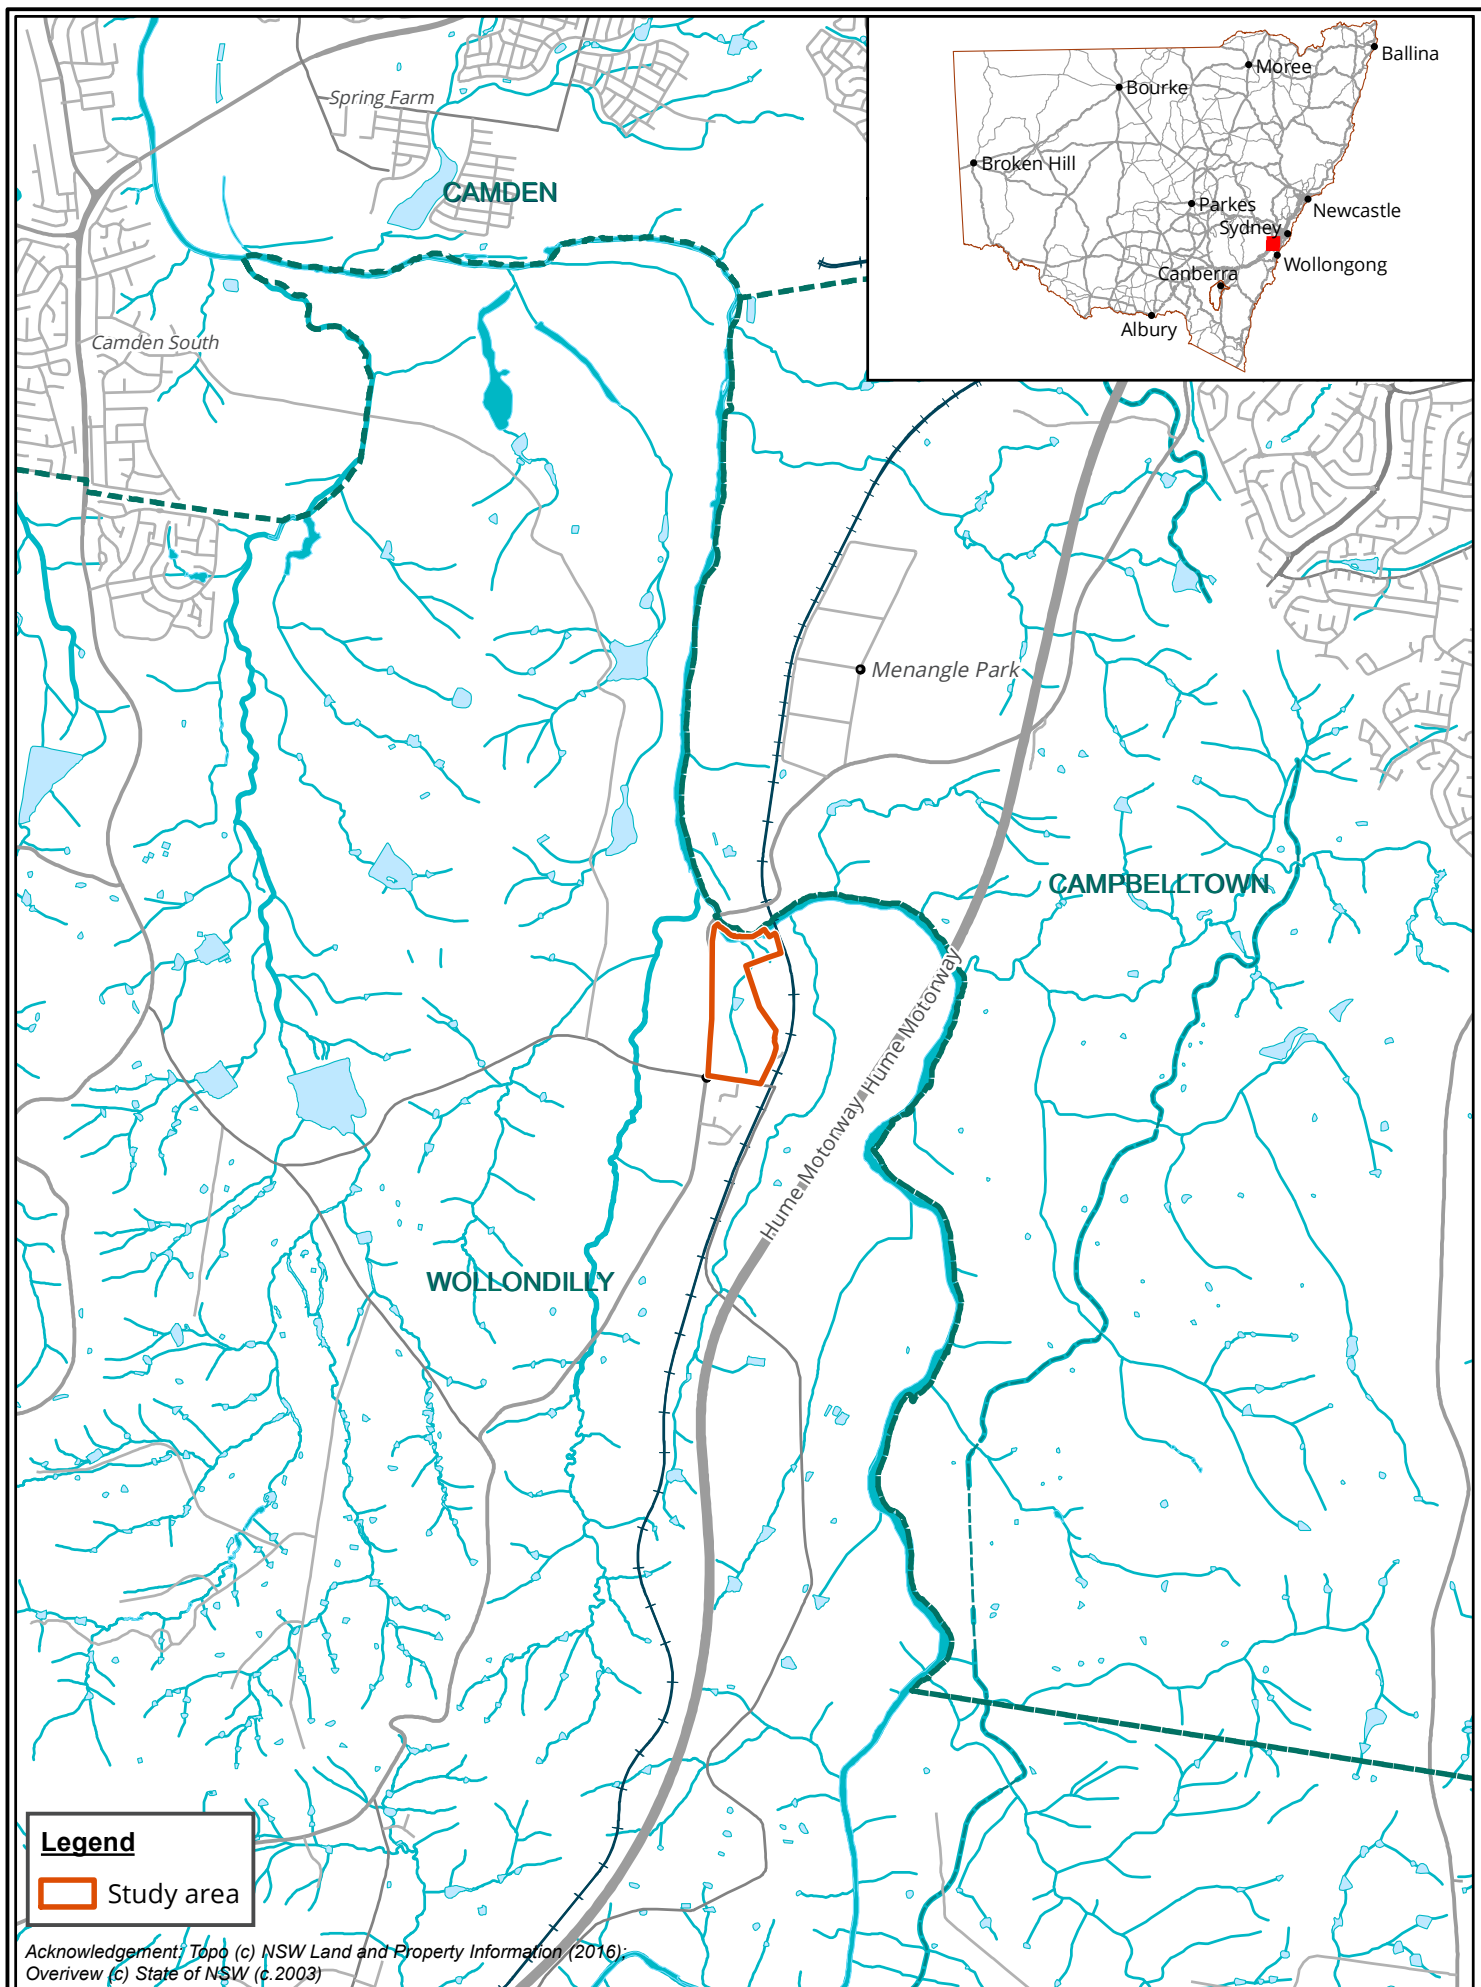 Ballina
Moree
Bourke
Broken Hill
Parkes
Newcastle
Sydney
Wollongong
Canberra
Albury
Spring Farm
CAMDEN
Camden South
Menangle Park
CAMPBELLTOWN
Hume Motorway
Hume Motorway
WOLLONDILLY
Legend
Study area
Acknowledgement: Topo (c) NSW Land and Property Information (2016);
Overivew (c) State of NSW (c.2003)